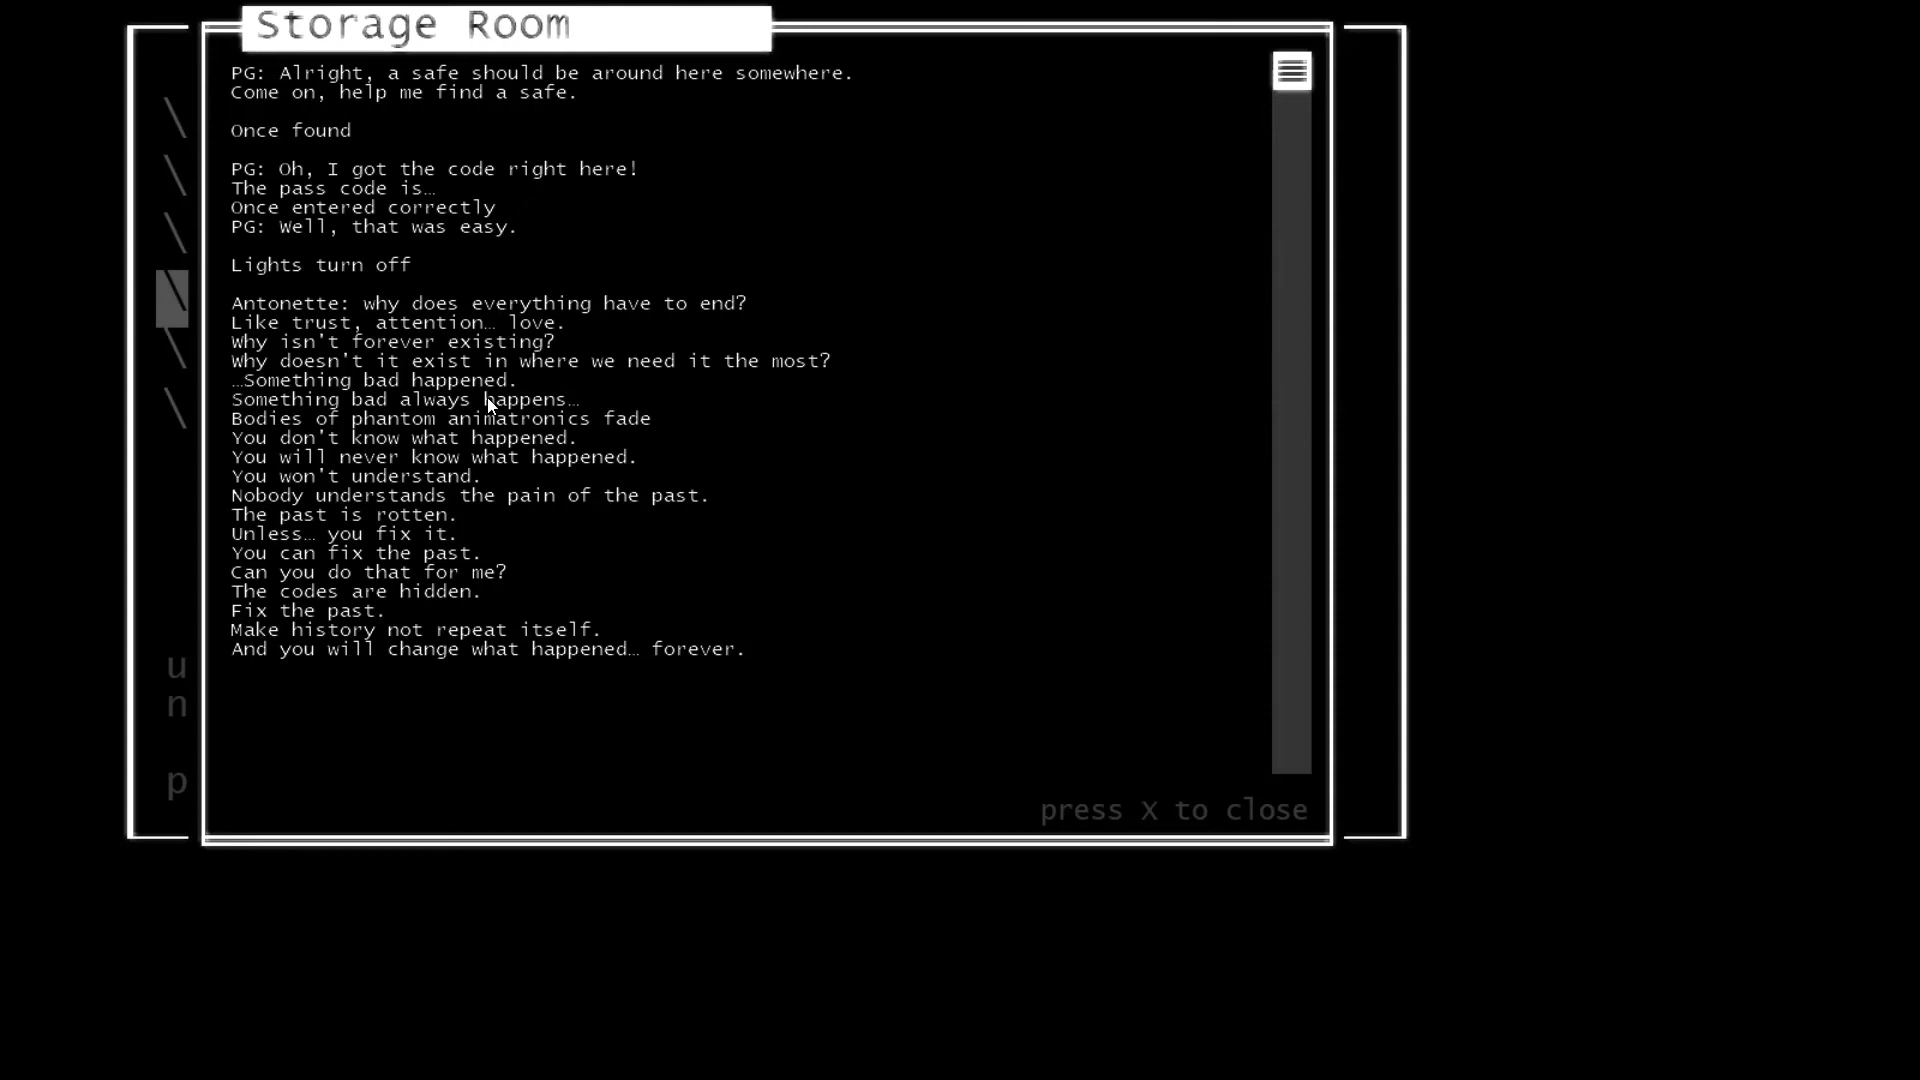 Storage Room
PG: Alright, a safe should be around here somewhere.
Come on, help me find a safe.
Once found
PG: Oh, I got the code right here!
The pass code is…
Once entered correctly
PG: Well, that was easy.
Lights turn off
Antonette: why does everything have to end?
Like trust, attention… love.
Why isn't forever existing?
Why doesn't it exist in where we need it the most?
…Something bad happened.
Something bad always happens…
Bodies of phantom animatronics fade
You don't know what happened.
You will never know what happened.
You won't understand.
Nobody understands the pain of the past.
The past is rotten.
Unless… you fix it.
You can fix the past.
Can you do that for me?
The codes are hidden.
Fix the past.
Make history not repeat itself.
And you will change what happened… forever.
press X to close
\
\
\
\
\
\
u
n
p